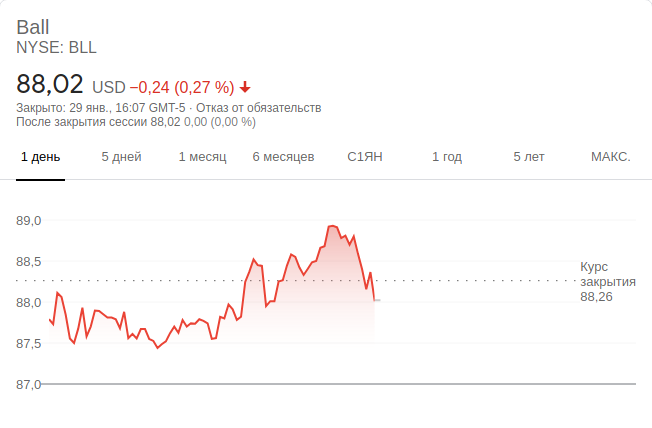 Ball
NYSE: BLL
88,02 USD −0,24 (0,27 %)
Закрыто: 29 янв., 16:07 GMT-5 · Отказ от обязательств
После закрытия сессии 88,02 0,00 (0,00 %)
1 день 5 дней 1 месяц 6 месяцев С1ЯН 1 год 5 лет МАКС.
89,0
88,5
Курс
закрытия
88,26
88,0
87,5
87,0